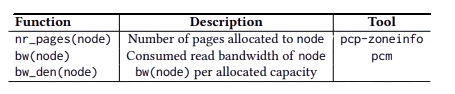 Function Description Tool
nr_pages(node) Number of pages allocated to node pcp-zoneinfo
bw(node) Consumed read bandwidth of node pcm
bw_den(node) bw(node) per allocated capacity